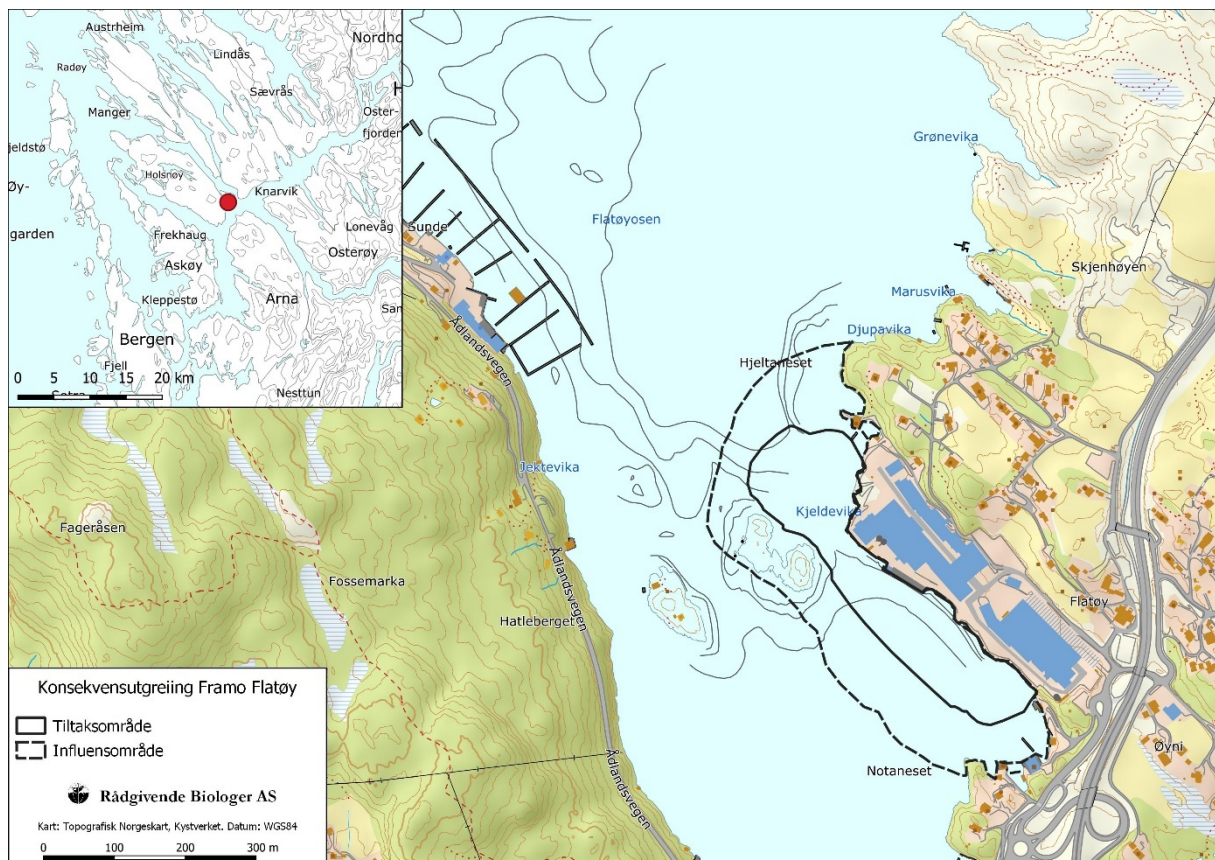 Austrheim
Nordho
Radøy
Lindås
H
Sævrås
Oster-
Manger
fjorden
jeldstø
Holsnøy
Øy-
Knarvik
garden
Lonevåg
Frekhaug
Osterøy
Askøy
Kleppestø
Arna
San
Bergen
Fjell
0 5 10 15 20 km
Nesttun
Grønevika
Flatøyosen
Sunde
Skjenhøyen
Marusvika
Ådlandsvegen
Djupavika
Hjeltaneset
Jektevika
Kjeldevika
Fageråsen
Ådlandsvegen
Fossemarka
Flatøy
Hatleberget
Konsekvensutgreiing Framo Flatøy
Tiltaksområde
Influensområde
Rådgivende Biologer AS
Kart: Topografisk Norgeskart, Kystverket. Datum: WGS84
0 100 200 300 m
Øyni
Ådlandsvegen
Notaneset